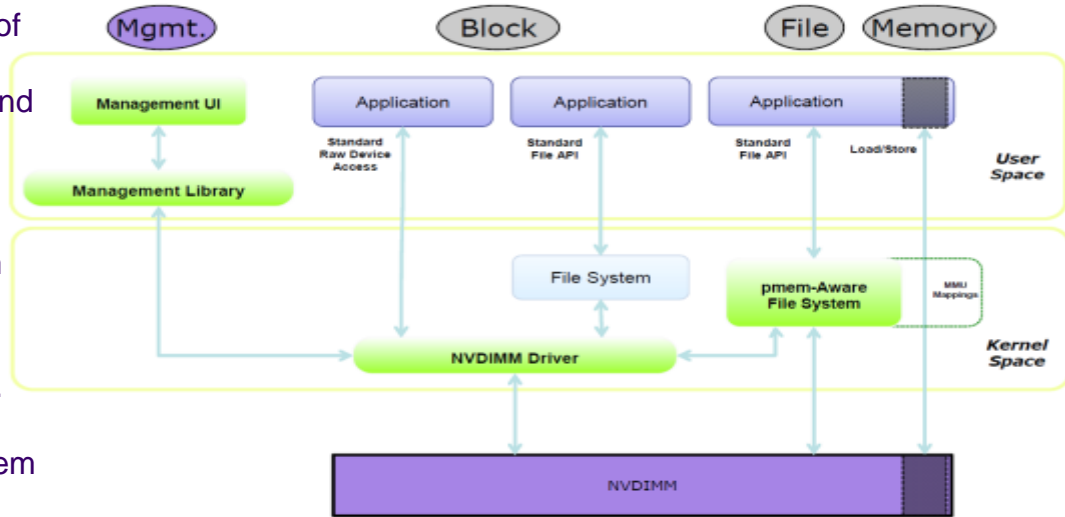 of
nd
n
,
em
Mgmt.
Block
File
Memory
Management UI
Application
Application
Application
Standard
Raw Device
Access
Standard
File API
Standard
File API
Load/Store
User
Space
Management Library
File System
pmem-Aware
File System
MMU
Mappings
NVDIMM Driver
Kernel
Space
NVDIMM